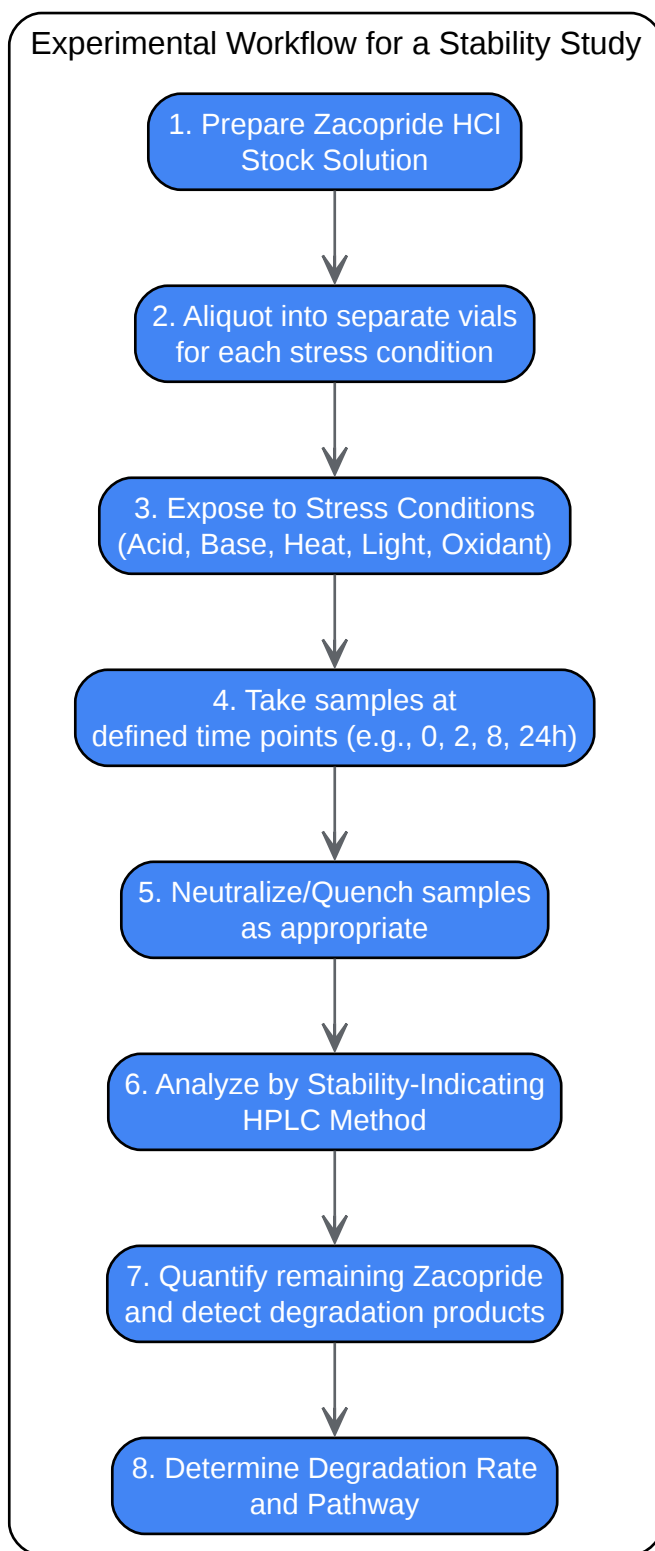 Experimental Workflow for a Stability Study
1. Prepare Zacopride HCl
Stock Solution
2. Aliquot into separate vials
for each stress condition
3. Expose to Stress Conditions
(Acid, Base, Heat, Light, Oxidant)
4. Take samples at
defined time points (e.g., 0, 2, 8, 24h)
5. Neutralize/Quench samples
as appropriate
6. Analyze by Stability-Indicating
HPLC Method
7. Quantify remaining Zacopride
and detect degradation products
8. Determine Degradation Rate
and Pathway